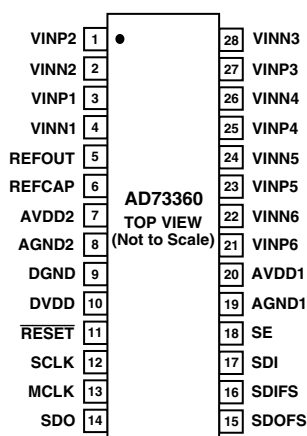 VINP2 1
VINN2 2
VINP1 3
VINN1 4
REFOUT 5
REFCAP 6
AVDD2 7
AGND2 8
DGND 9
DVDD 10
RESET 11
SCLK 12
MCLK 13
SDO 14
AD73360
TOP VIEW
(Not to Scale)
28 VINN3
27 VINP3
26 VINN4
25 VINP4
24 VINN5
23 VINP5
22 VINN6
21 VINP6
20 AVDD1
19 AGND1
18 SE
17 SDI
16 SDIFS
15 SDOFS